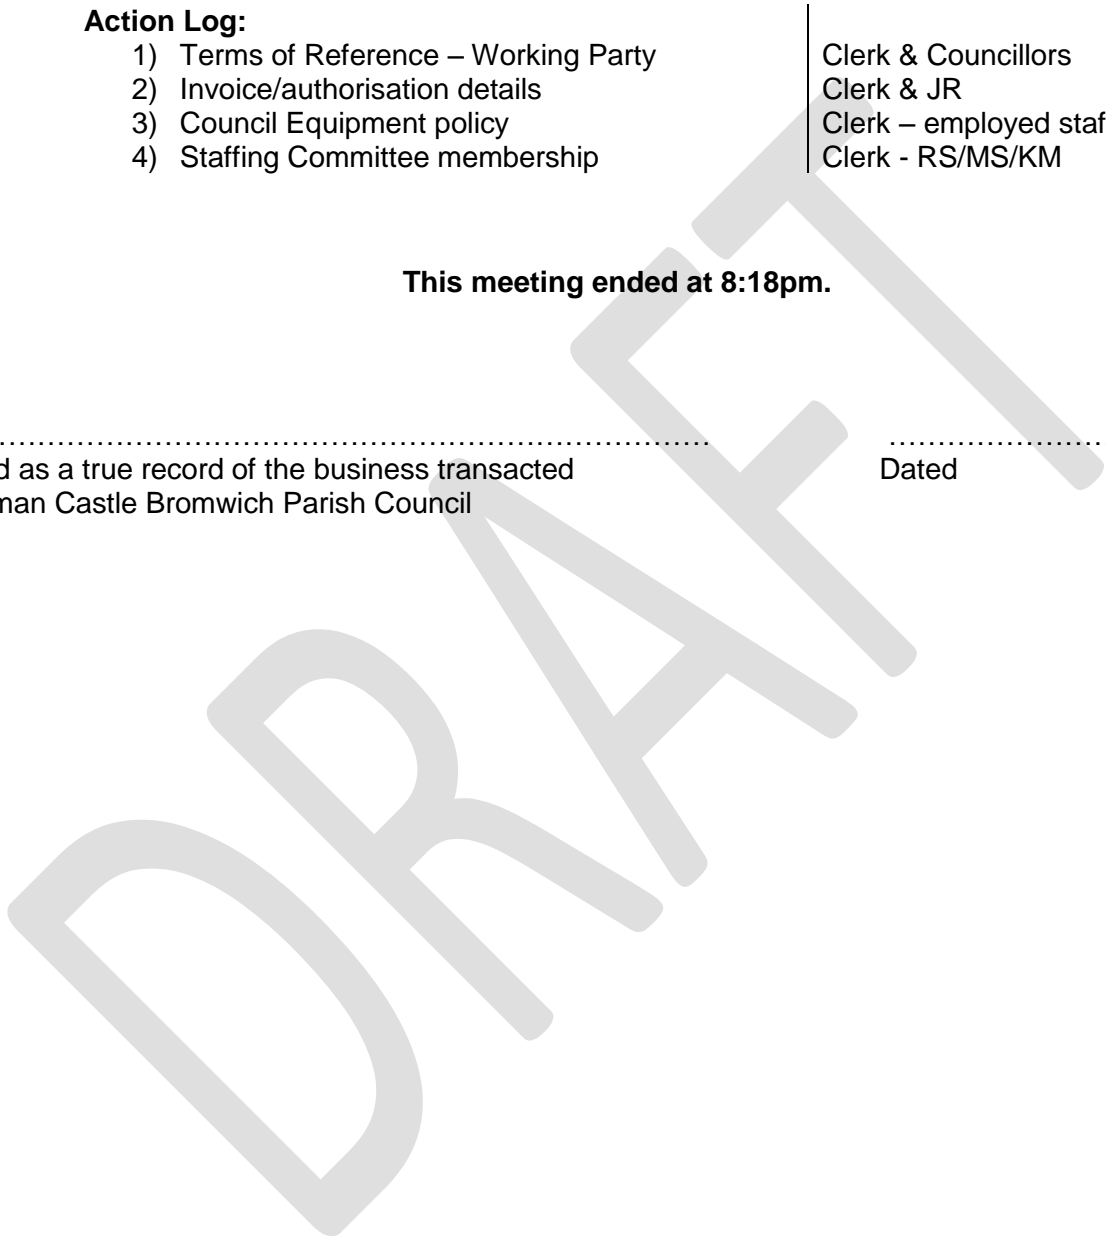 Action Log:
1) Terms of Reference – Working Party Clerk & Councillors
2) Invoice/authorisation details Clerk & JR
3) Council Equipment policy Clerk – employed staf
4) Staffing Committee membership Clerk - RS/MS/KM
This meeting ended at 8:18pm.
………………………………………………………………… ………………….
d as a true record of the business transacted Dated
man Castle Bromwich Parish Council
DRAFT